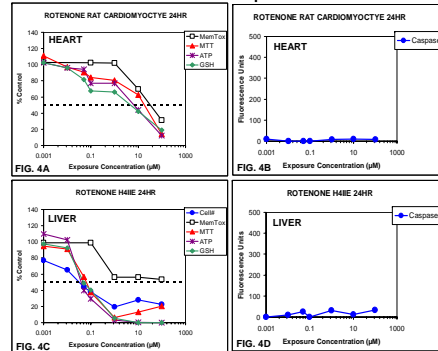 ROTENONE RAT CARDIOMYOCTYE 24HR
HEART
MemTox
MTT
ATP
GSH
% Control
140
120
100
80
60
40
20
0
0.001
0.1
10
1000
Exposure Concentration (µM)
FIG. 4A
ROTENONE RAT CARDIOMYOCTYE 24HR
HEART
Caspase
Fluorescence Units
500
400
300
200
100
0
0.001
0.1
10
1000
Exposure Concentration (µM)
FIG. 4B
ROTENONE H4IIE 24HR
LIVER
Cell#
MemTox
MTT
ATP
GSH
% Control
140
120
100
80
60
40
20
0
0.001
0.1
10
1000
Exposure Concentration (µM)
FIG. 4C
ROTENONE H4IIE 24HR
LIVER
Caspase
Fluorescence Units
500
400
300
200
100
0
0.001
0.1
10
1000
Exposure Concentration (µM)
FIG. 4D